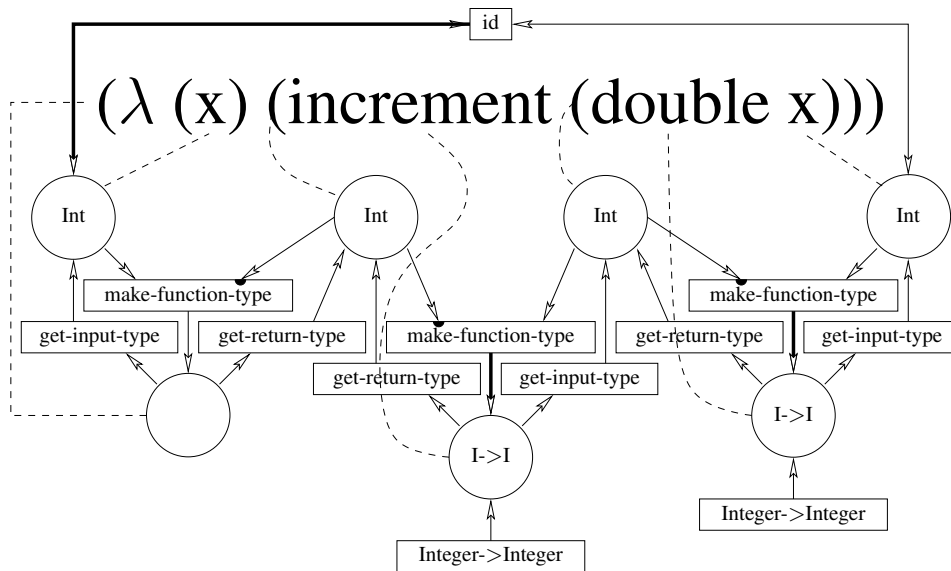 id
(λ (x) (increment (double x)))
Int Int Int Int
make-function-type make-function-type
get-input-type get-return-type make-function-type get-return-type get-input-type
get-return-type get-input-type
I->I
I->I
Integer->Integer
Integer->Integer